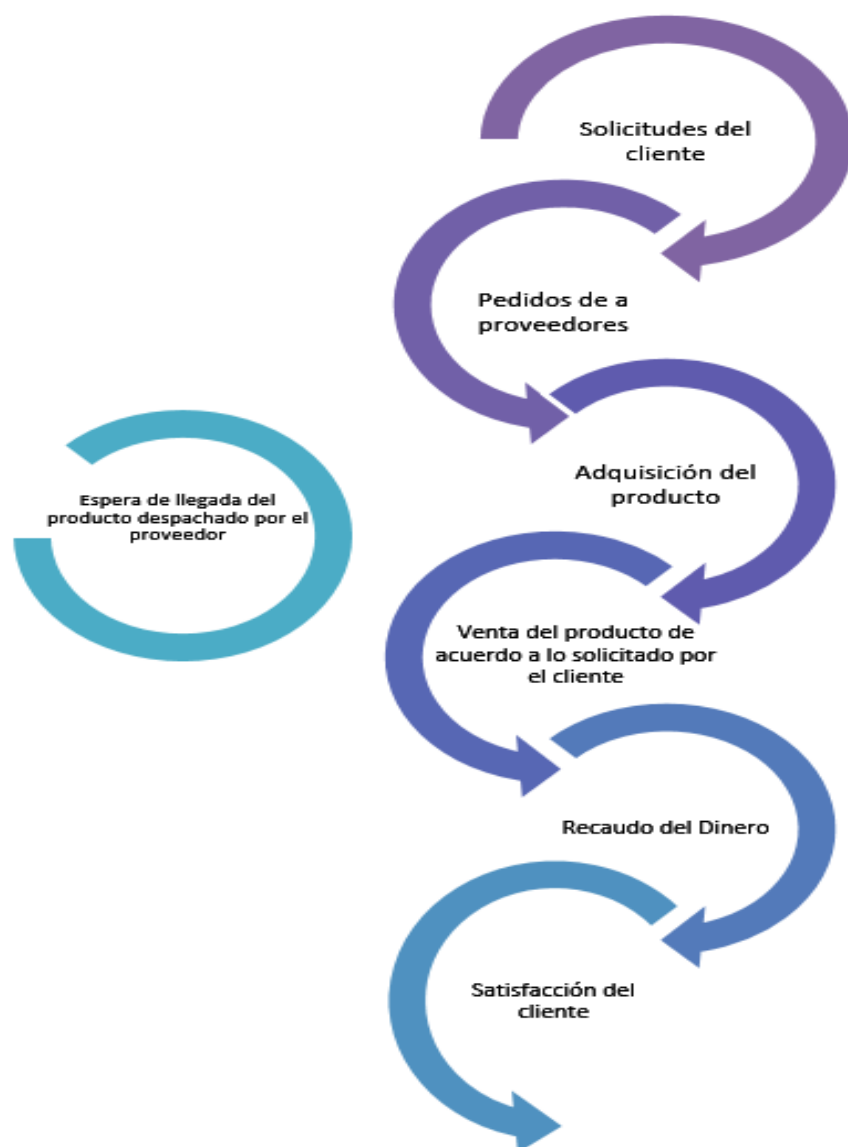 Solicitudes del
cliente
Pedidos de a
proveedores
Adquisición del
producto
Espera de llegada del
producto despachado por el
proveedor
Venta del producto de
acuerdo a lo solicitado por
el cliente
Recaudo del Dinero
Satisfacción del
cliente